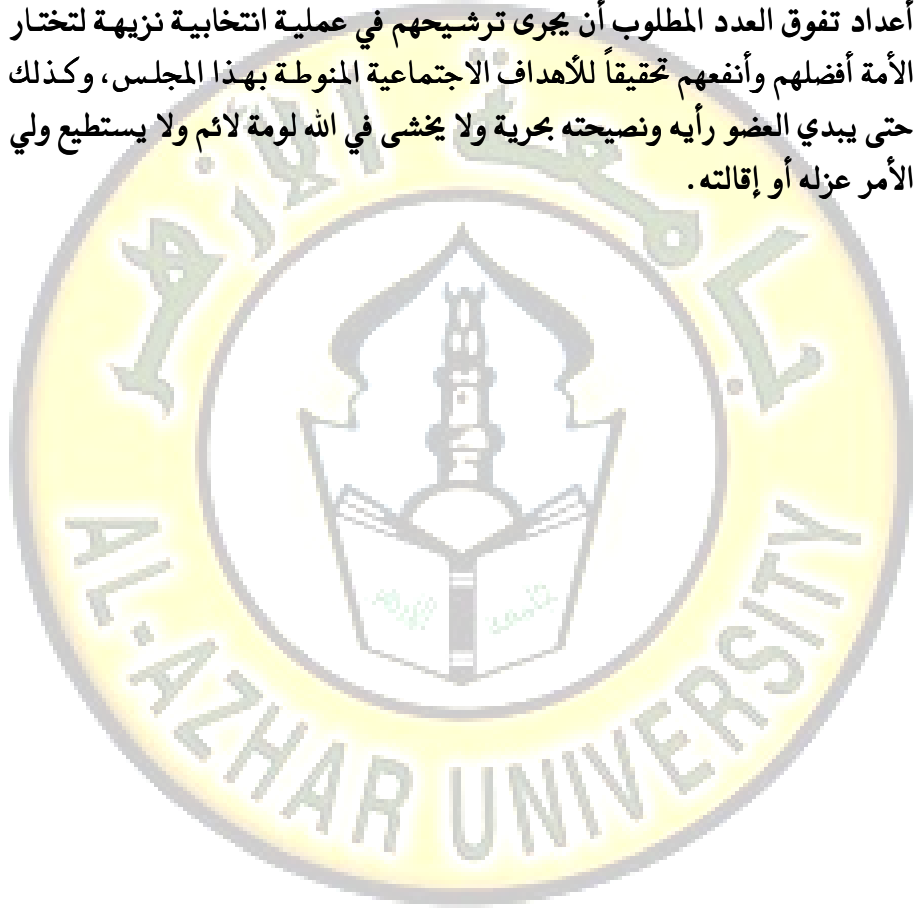 أعداد تفوق العدد المطلوب أن يجرى ترشيحهم في عملية انتخابية نزيهة لتختار
الأمة أفضلهم وأنفعهم تحقيقاً للأهداف الاجتماعية المنوطة بهذا المجلس، وكذلك
حتى يبدي العضو رأيه ونصيحته بحرية ولا يخشى في الله لومة لائم ولا يستطيع ولي
الأمر عزله أو إقالته.
جامعة الأزهر
AL-AZHAR UNIVERSITY